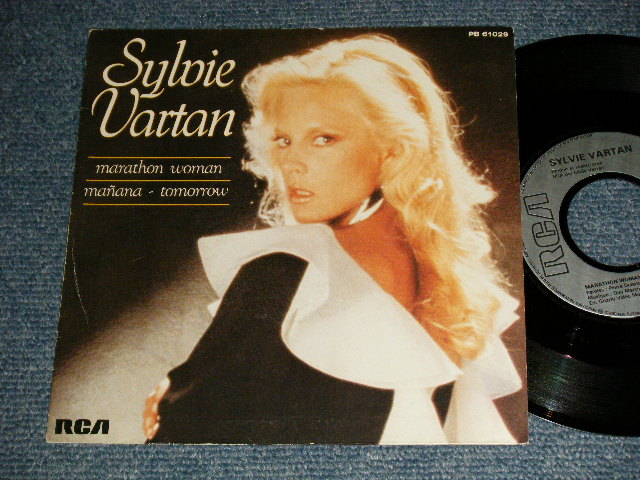 PB 61029
Sylvie
Vartan
marathon woman
mañana - tomorrow
RCA
RCA
SYLVIE VARTAN
MARATHON WOMAN